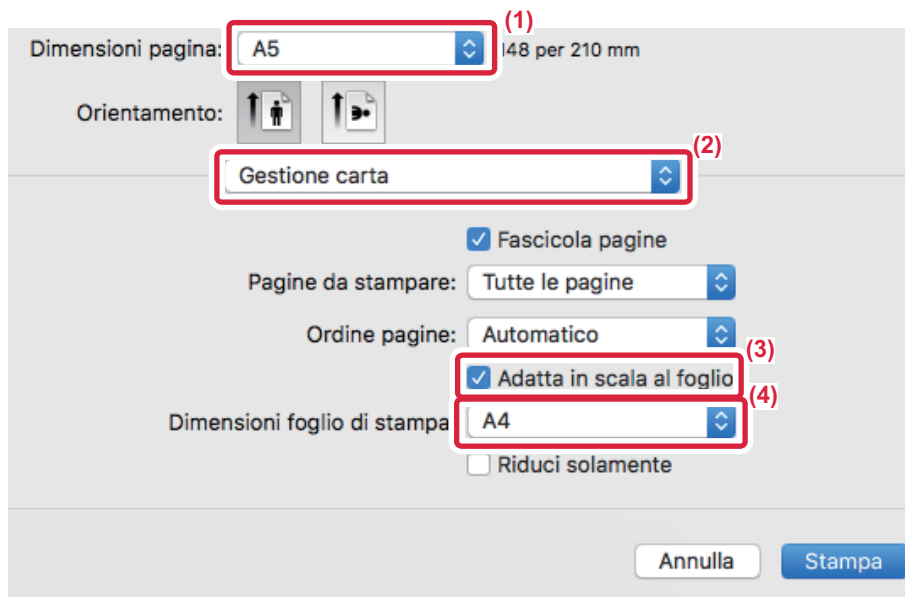 (1)
Dimensioni pagina: A5 148 per 210 mm
Orientamento:
(2)
Gestione carta
Fascicola pagine
Pagine da stampare: Tutte le pagine
Ordine pagine: Automatico
(3)
Adatta in scala al foglio
(4)
Dimensioni foglio di stampa A4
Riduci solamente
Annulla Stampa